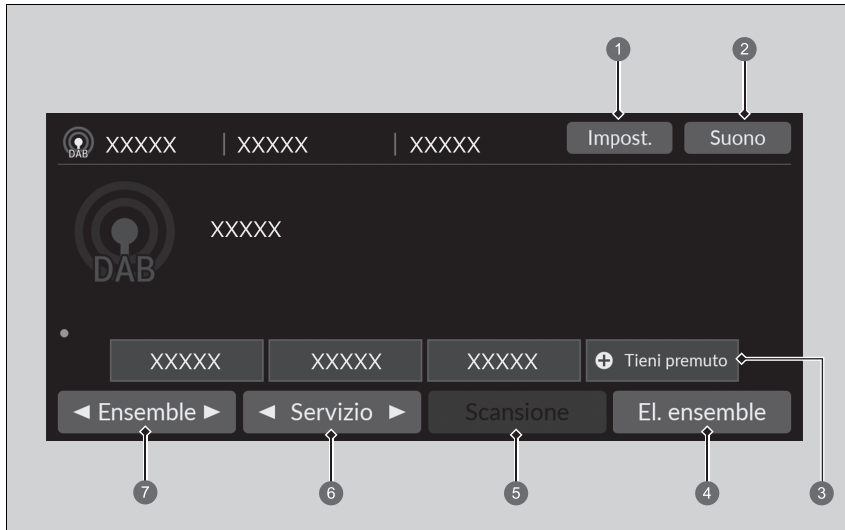 1 2
DAB XXXXX | XXXXX | XXXXX Impost. Suono
DAB XXXXX
XXXXX XXXXX XXXXX Tieni premuto
◄ Ensemble ► ◄ Servizio ► Scansione El. ensemble
7 6 5 4 3